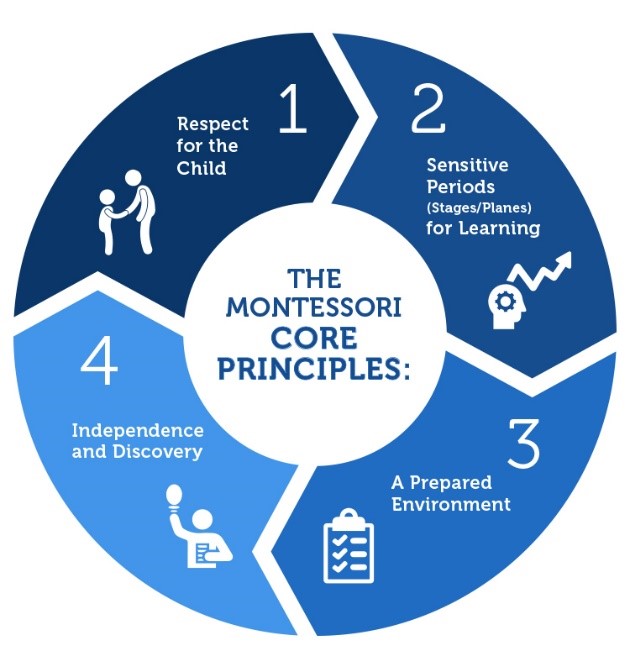 THE
MONTESSORI
CORE
PRINCIPLES:
1
Respect
for the
Child
2
Sensitive
Periods
(Stages/Planes)
for Learning
3
A Prepared
Environment
4
Independence
and Discovery